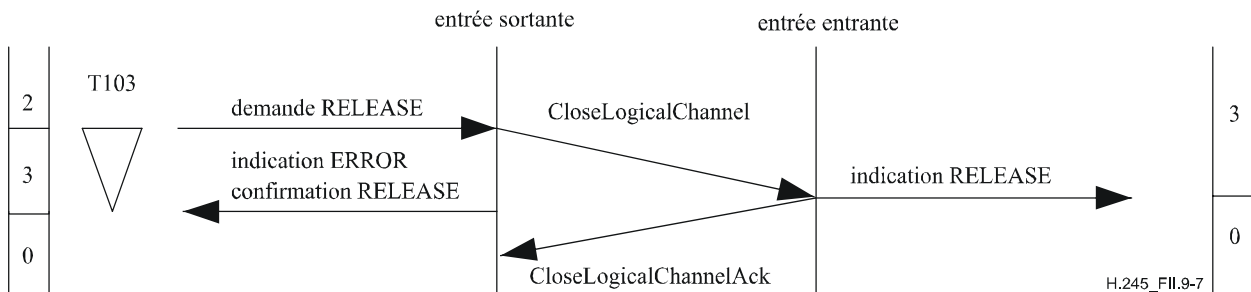 entrée sortante
entrée entrante
T103
2
demande RELEASE
CloseLogicalChannel
3
3
indication ERROR
confirmation RELEASE
indication RELEASE
0
0
CloseLogicalChannelAck
H.245_FII.9-7